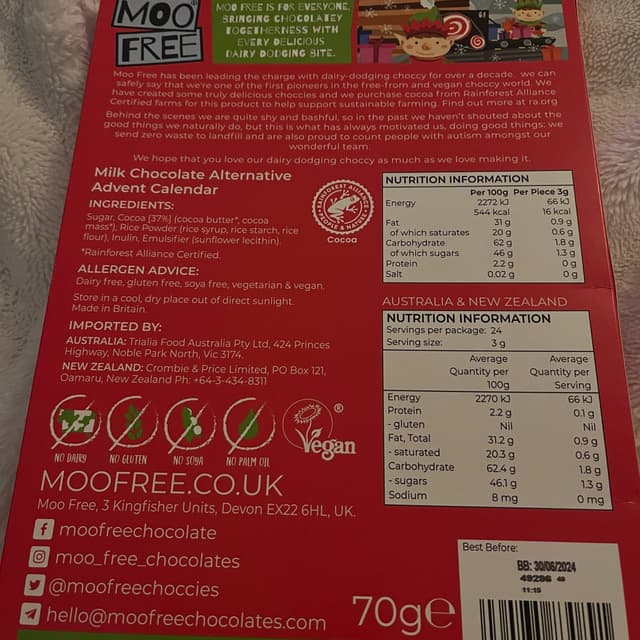 MOO
FREE
MOO FREE IS FOR EVERYONE,
BRINGING CHOCOLATEY
TOGETHERNESS WITH
EVERY DELICIOUS
DAIRY DODGING BITE.
Moo Free has been leading the charge with dairy-dodging choccy for over a decade. we can
safely say that we're one of the first pioneers in the free-from and vegan choccy world. We
have created some truly delicious choccies and we purchase cocoa from Rainforest Alliance
Certified farms for this product to help support sustainable farming. Find out more at ra.org
Behind the scenes we are quite shy and bashful, so in the past we haven't shouted about the
good things we naturally do, but this is what has always motivated us, doing good things; we
send zero waste to landfill and are also proud to count people with autism amongst our
wonderful team.
We hope that you love our dairy dodging choccy as much as we love making it.
Milk Chocolate Alternative
Advent Calendar
INGREDIENTS:
Sugar, Cocoa [37%] (cocoa butter*, cocoa
mass*), Rice Powder (rice syrup, rice starch, rice
flour), Inulin, Emulsifier (sunflower lecithin).
*Rainforest Alliance Certified.
RAINFOREST ALLIANCE
PEOPLE & NATURE
Cocoa
ALLERGEN ADVICE:
Dairy free, gluten free, soya free, vegetarian & vegan.
Store in a cool, dry place out of direct sunlight.
Made in Britain.
IMPORTED BY:
AUSTRALIA: Trialia Food Australia Pty Ltd, 424 Princes
Highway, Noble Park North, Vic 3174.
NEW ZEALAND: Crombie & Price Limited, PO Box 121,
Oamaru, New Zealand Ph: +64-3-434-8311
NO DAIRY NO GLUTEN NO SOYA NO PALM OIL Vegan ®
MOOFREE.CO.UK
Moo Free, 3 Kingfisher Units, Devon EX22 6HL, UK.
moofreechocolate
moo_free_chocolates
@moofreechoccies
hello@moofreechocolates.com
70g℮
NUTRITION INFORMATION
Per 100g Per Piece 3g
Energy 2272 kJ 66 kJ
544 kcal 16 kcal
Fat 31 g 0.9 g
of which saturates 20 g 0.6 g
Carbohydrate 62 g 1.8 g
of which sugars 46 g 1.3 g
Protein 2.2 g 0 g
Salt 0.02 g 0 g
AUSTRALIA & NEW ZEALAND
NUTRITION INFORMATION
Servings per package: 24
Serving size: 3 g
Average Average
Quantity per Quantity per
100g Serving
Energy 2270 kJ 66 kJ
Protein 2.2 g 0.1 g
- gluten Nil Nil
Fat, Total 31.2 g 0.9 g
- saturated 20.3 g 0.6 g
Carbohydrate 62.4 g 1.8 g
- sugars 46.1 g 1.3 g
Sodium 8 mg 0 mg
Best Before:
BB: 30/06/2024
49296 49
11:15